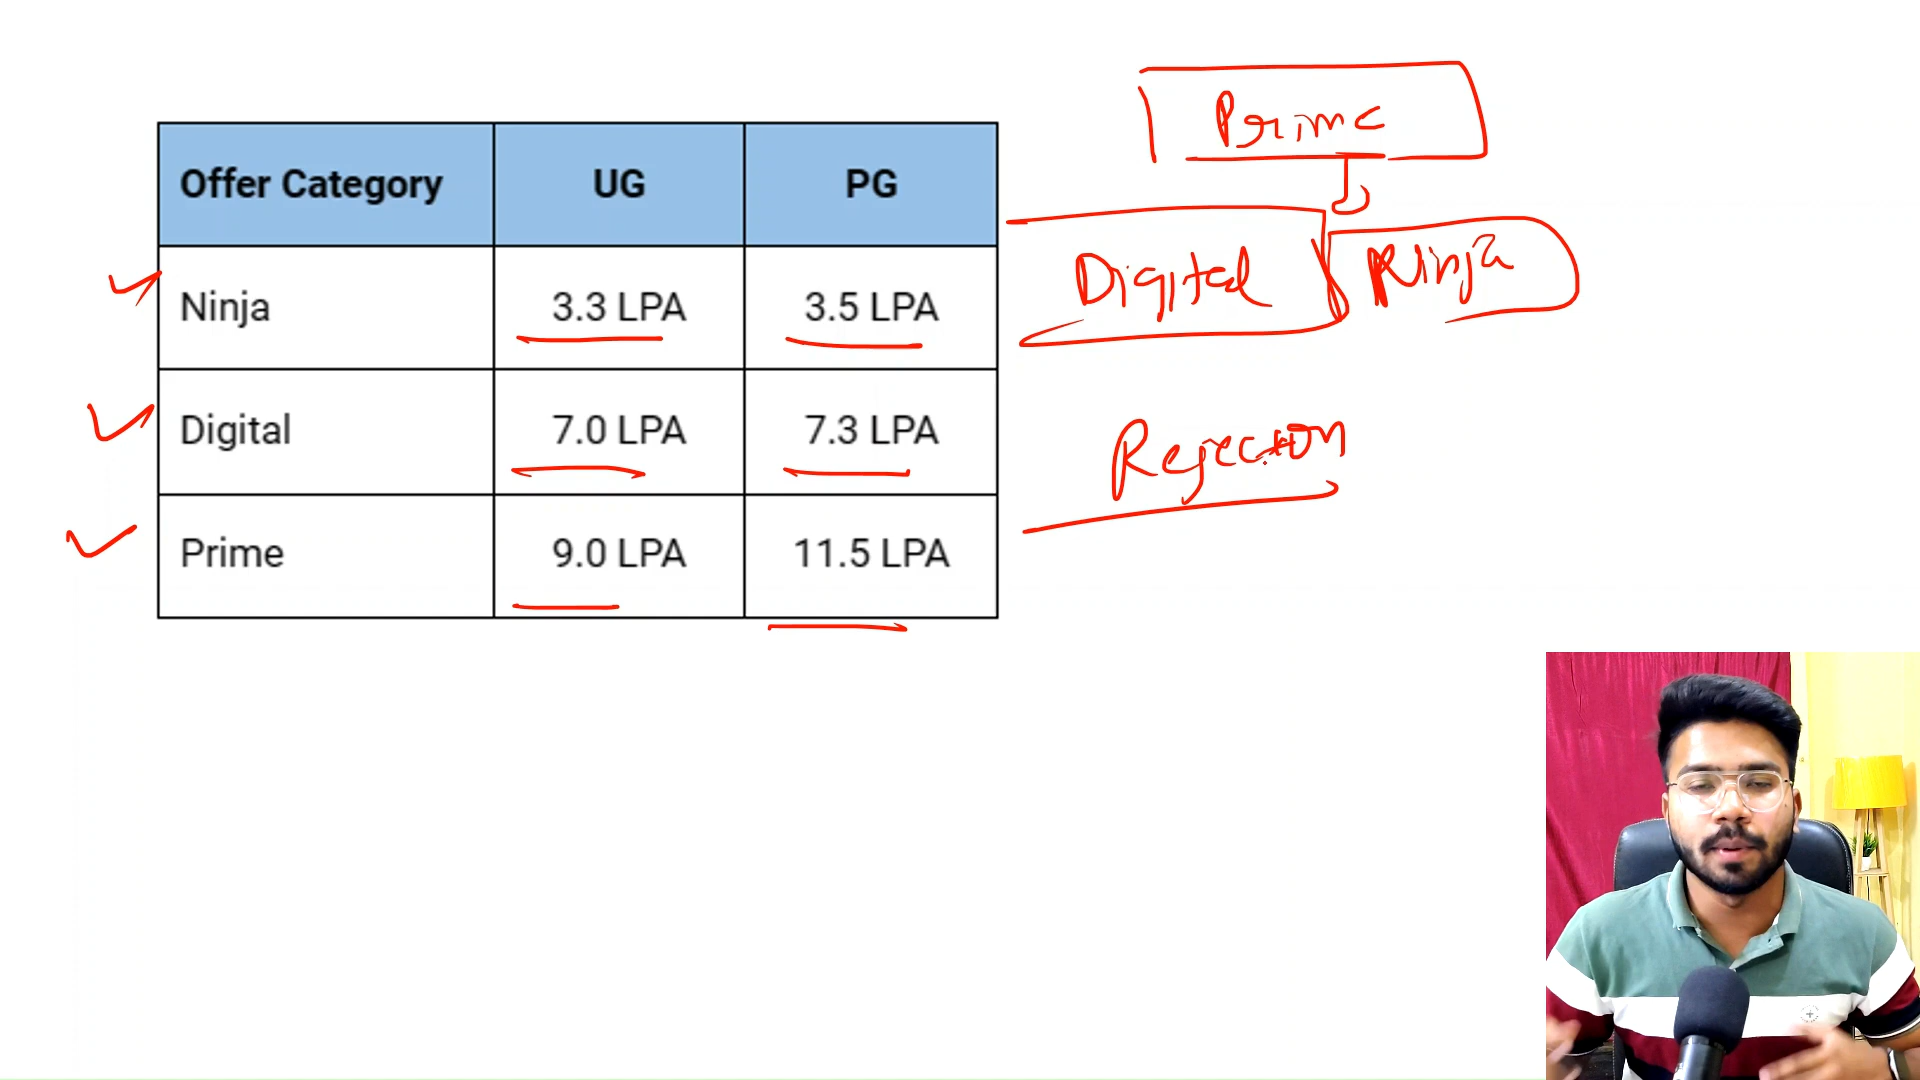 Offer Category UG PG
Ninja 3.3 LPA 3.5 LPA
Digital 7.0 LPA 7.3 LPA
Prime 9.0 LPA 11.5 LPA
Prime
Digital Ninja
Rejection